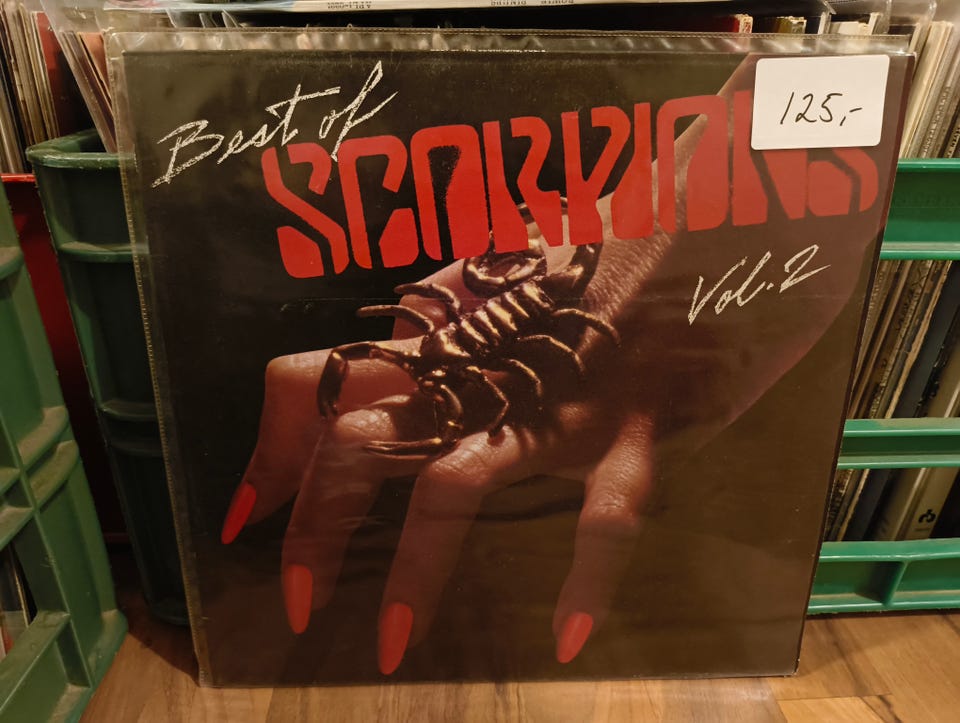 Best of
SCORPIONS
125,-
Vol. 2